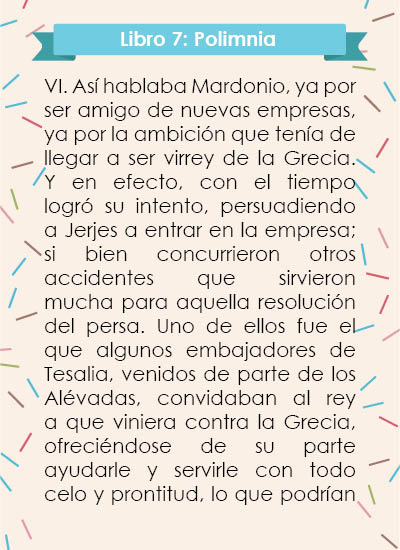 Libro 7: Polimnia
VI. Así hablaba Mardonio, ya por
ser amigo de nuevas empresas,
ya por la ambición que tenía de
llegar a ser virrey de la Grecia.
Y en efecto, con el tiempo
logró su intento, persuadiendo
a Jerjes a entrar en la empresa;
si bien concurrieron otros
accidentes que sirvieron
mucho para aquella resolución
del persa. Uno de ellos fue el
que algunos embajadores de
Tesalia, venidos de parte de los
Alévadas, convidaban al rey
a que viniera contra la Grecia,
ofreciéndose de su parte
ayudarle y servirle con todo
celo y prontitud, lo que podrían